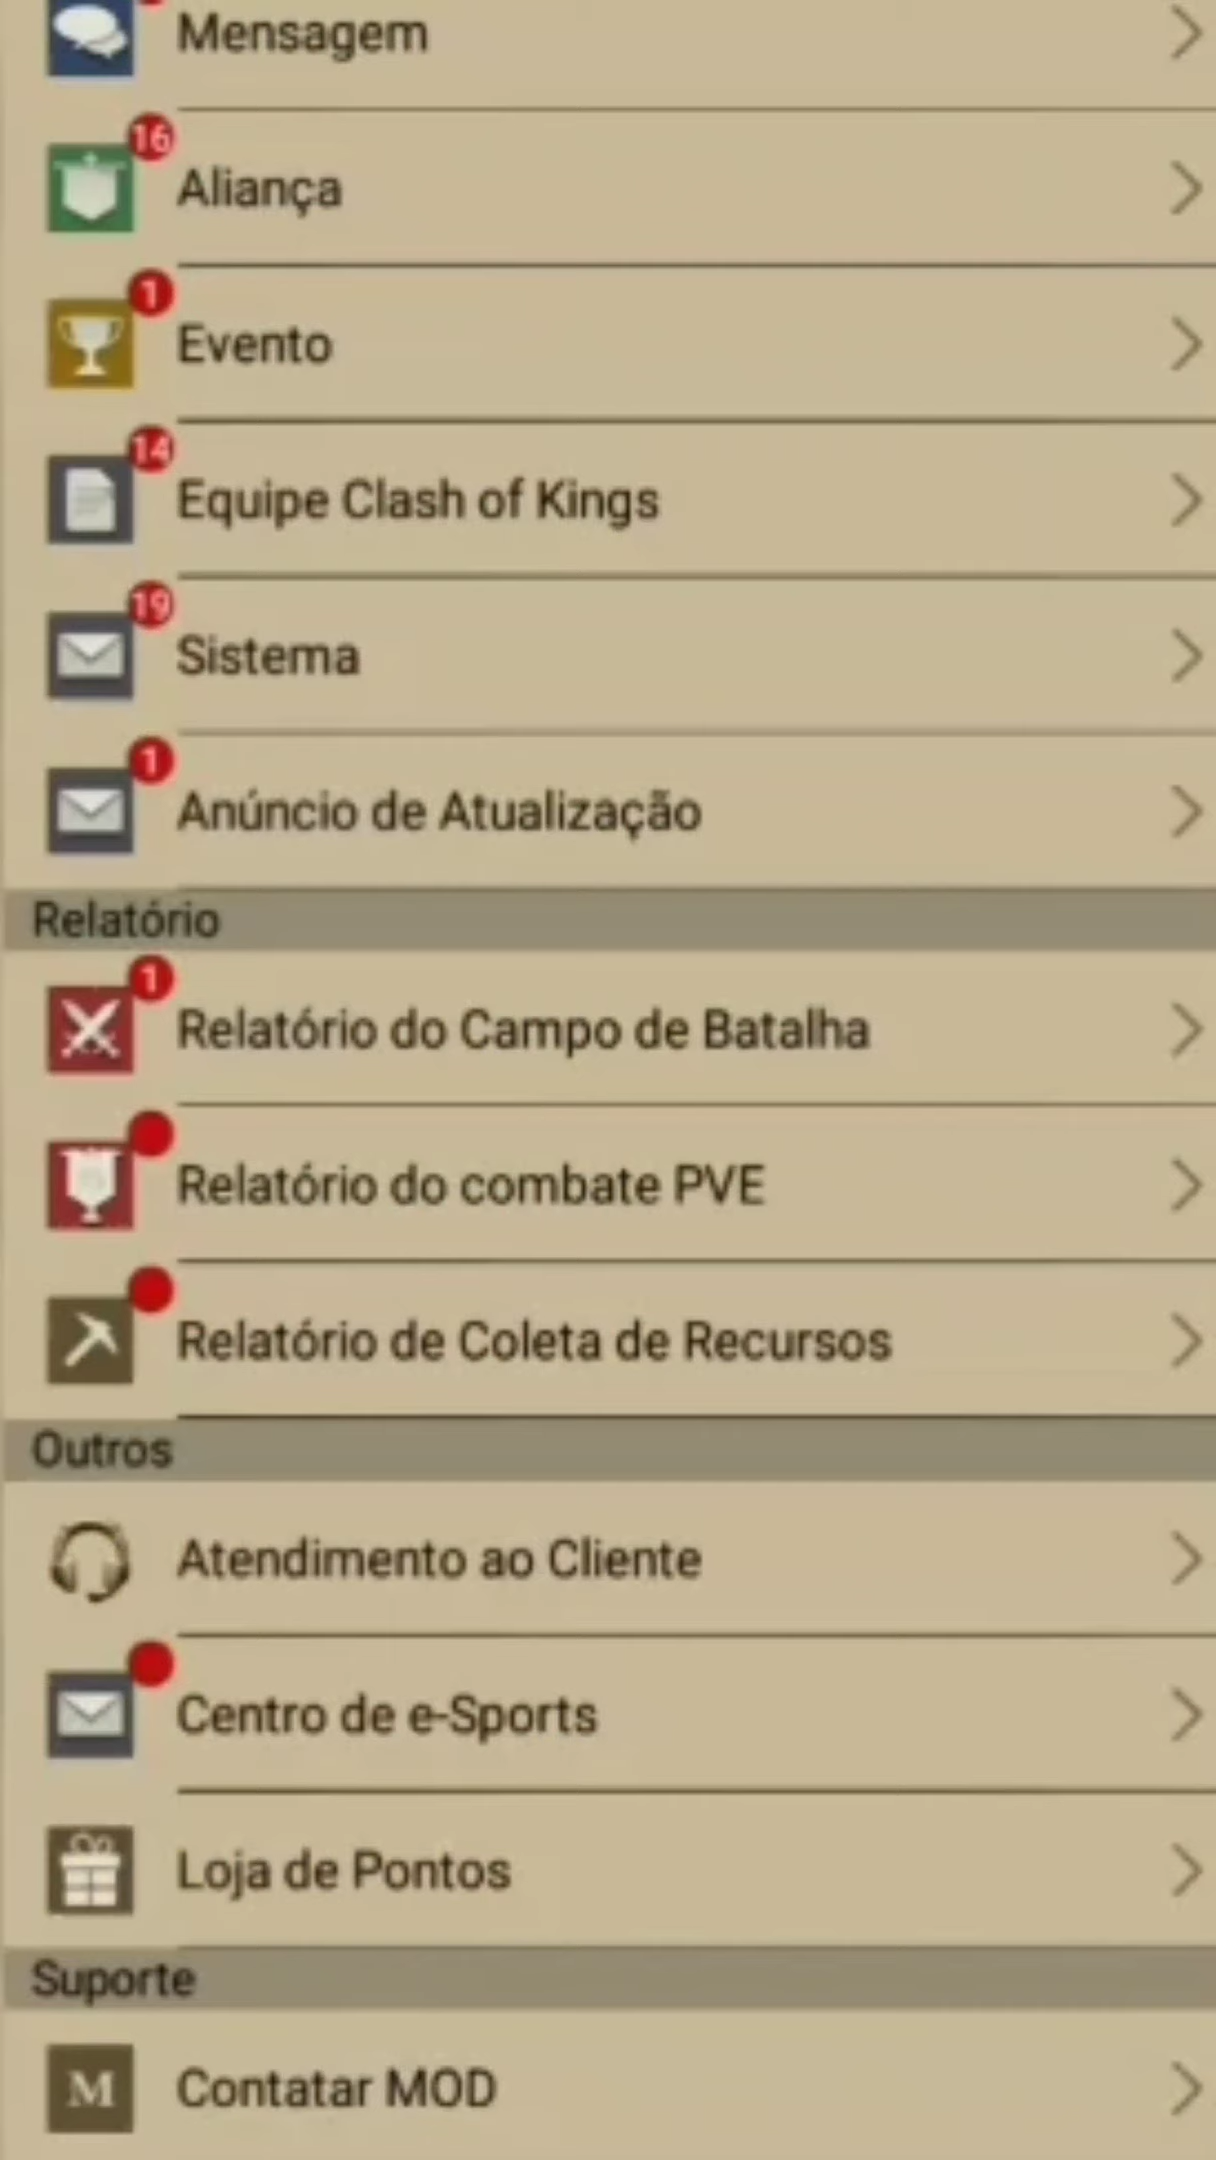 Mensagem
16
Aliança
1
Evento
14
Equipe Clash of Kings
19
Sistema
1
Anúncio de Atualização
Relatório
1
Relatório do Campo de Batalha
Relatório do combate PVE
Relatório de Coleta de Recursos
Outros
Atendimento ao Cliente
Centro de e-Sports
Loja de Pontos
Suporte
M
Contatar MOD